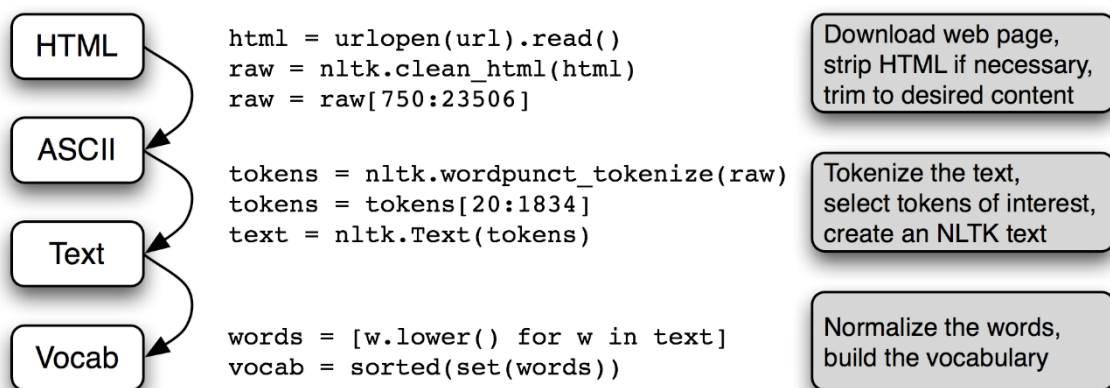 HTML
html = urlopen(url).read()
raw = nltk.clean_html(html)
raw = raw[750:23506]
Download web page,
strip HTML if necessary,
trim to desired content
ASCII
tokens = nltk.wordpunct_tokenize(raw)
tokens = tokens[20:1834]
text = nltk.Text(tokens)
Tokenize the text,
select tokens of interest,
create an NLTK text
Text
words = [w.lower() for w in text]
vocab = sorted(set(words))
Normalize the words,
build the vocabulary
Vocab